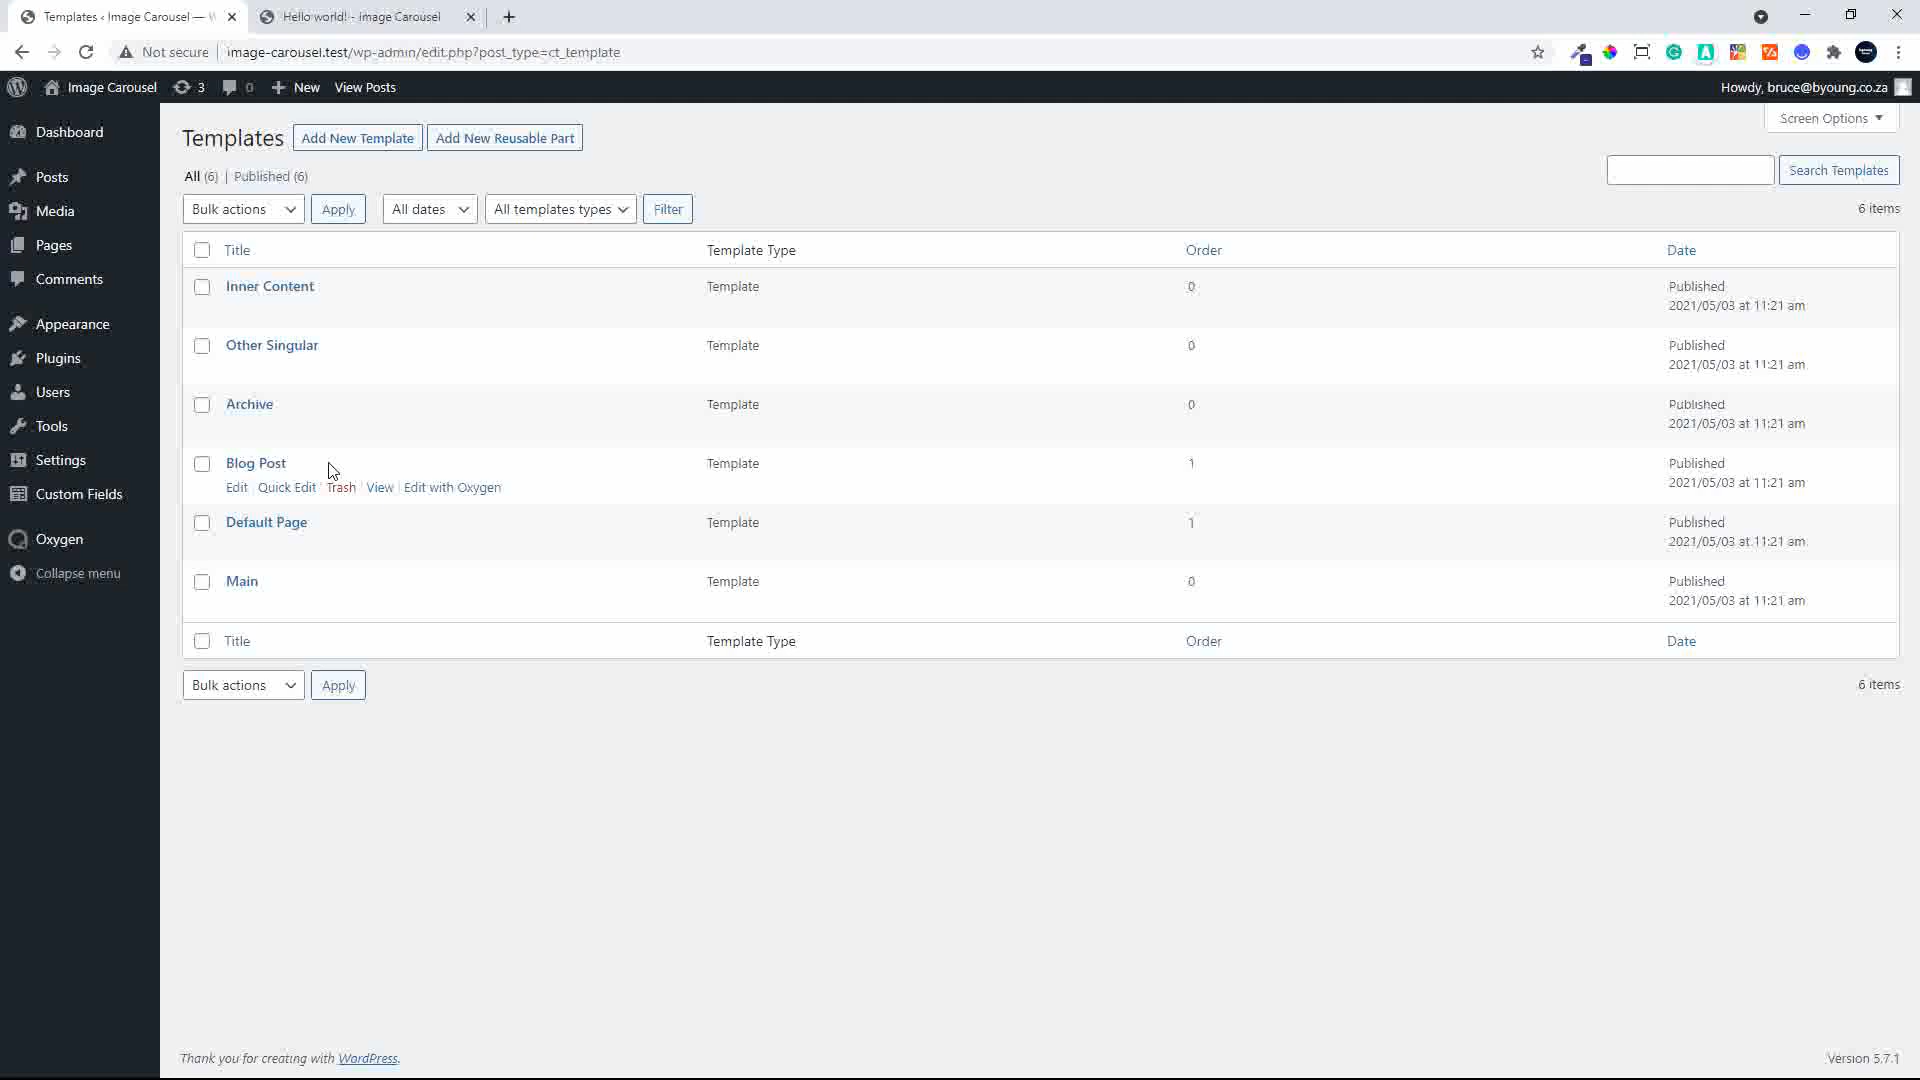 Templates ‹ Image Carousel — W
Hello world! - Image Carousel
Not secure image-carousel.test/wp-admin/edit.php?post_type=ct_template
Image Carousel 3 0 New View Posts Howdy, bruce@byoung.co.za
Dashboard
Posts
Media
Pages
Comments
Appearance
Plugins
Users
Tools
Settings
Custom Fields
Oxygen
Collapse menu
Screen Options
Templates Add New Template Add New Reusable Part
All (6) | Published (6)
Search Templates
Bulk actions Apply All dates All templates types Filter 6 items
Title Template Type Order Date
Inner Content Template 0 Published
2021/05/03 at 11:21 am
Other Singular Template 0 Published
2021/05/03 at 11:21 am
Archive Template 0 Published
2021/05/03 at 11:21 am
Blog Post Template 1 Published
Edit | Quick Edit | Trash | View | Edit with Oxygen 2021/05/03 at 11:21 am
Default Page Template 1 Published
2021/05/03 at 11:21 am
Main Template 0 Published
2021/05/03 at 11:21 am
Title Template Type Order Date
Bulk actions Apply 6 items
Thank you for creating with WordPress. Version 5.7.1